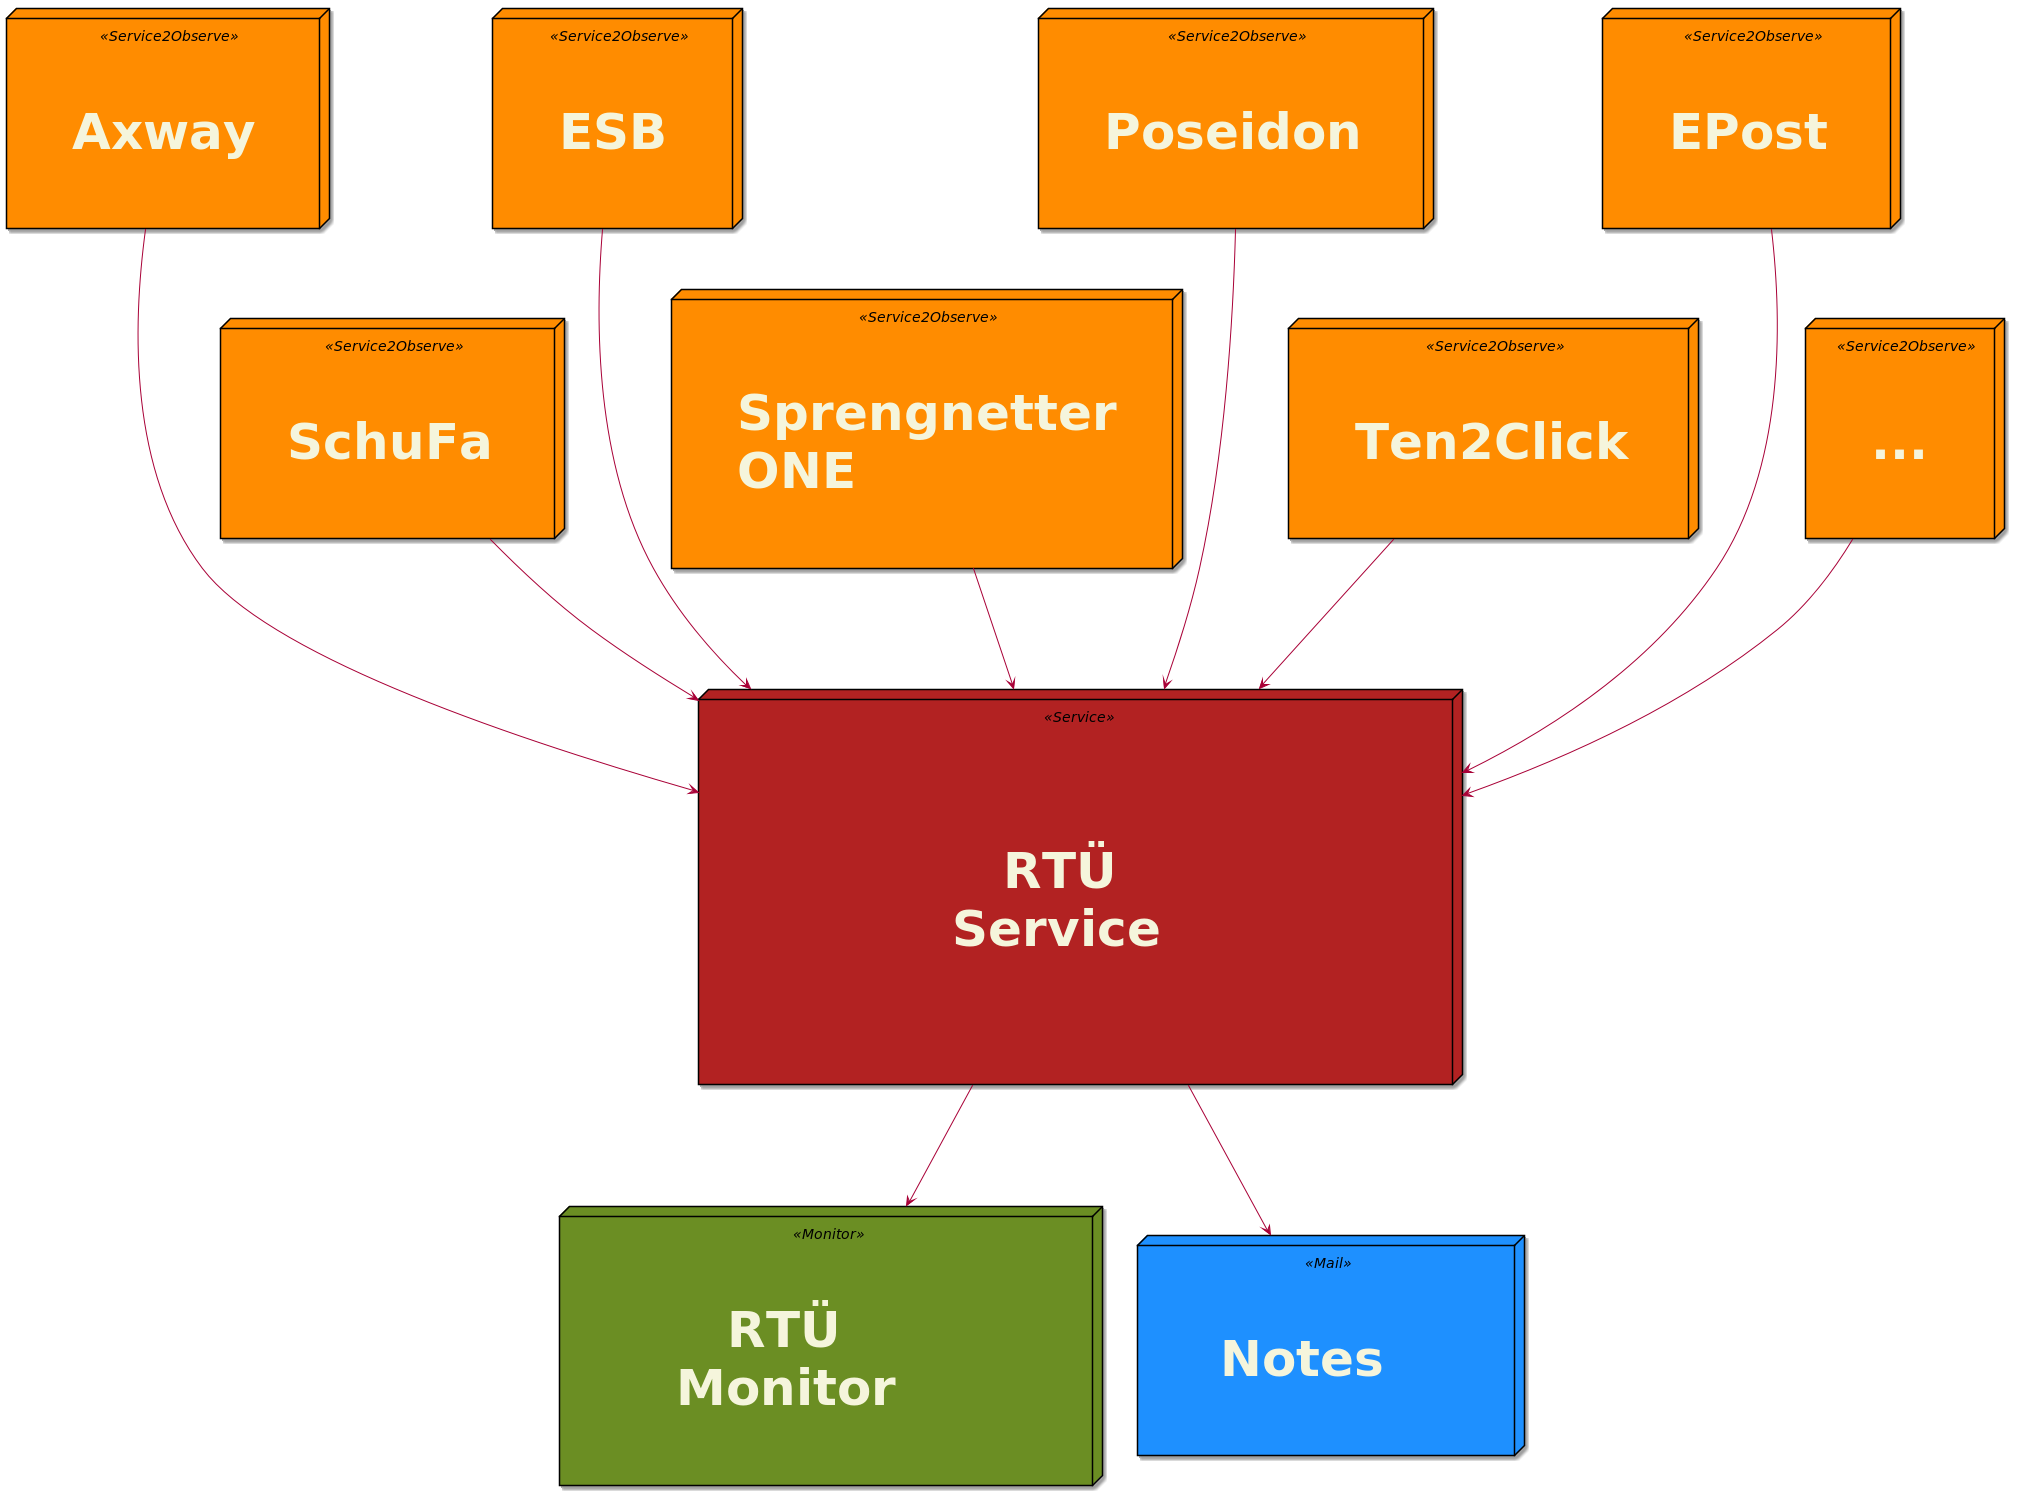 «Service2Observe»
Axway
«Service2Observe»
ESB
«Service2Observe»
Poseidon
«Service2Observe»
EPost
«Service2Observe»
SchuFa
«Service2Observe»
Sprengnetter
ONE
«Service2Observe»
Ten2Click
«Service2Observe»
...
«Service»
RTÜ
Service
«Monitor»
RTÜ
Monitor
«Mail»
Notes